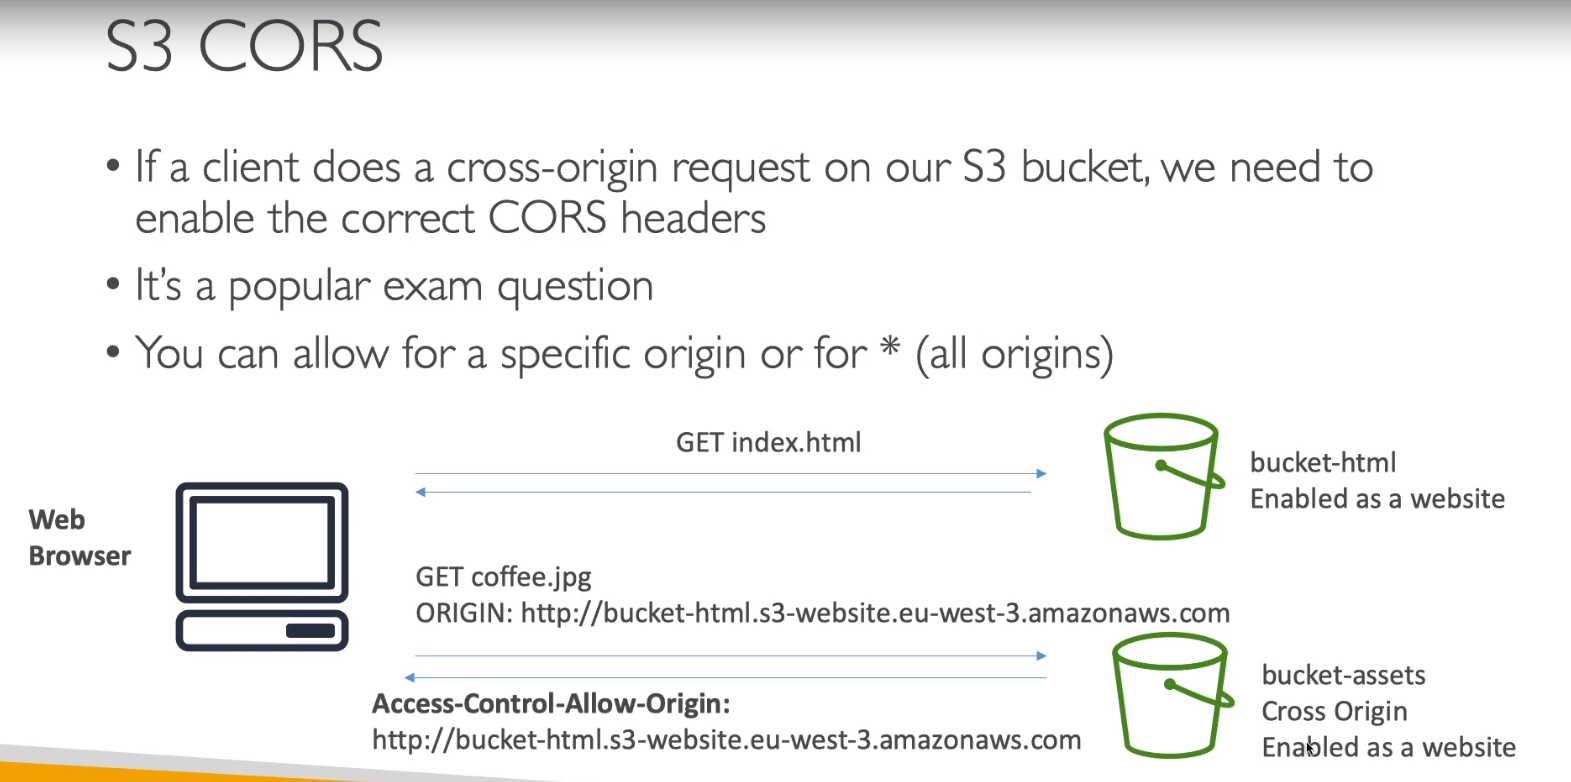 S3 CORS
• If a client does a cross-origin request on our S3 bucket, we need to
enable the correct CORS headers
• It's a popular exam question
• You can allow for a specific origin or for * (all origins)
GET index.html
bucket-html
Enabled as a website
Web
Browser
GET coffee.jpg
ORIGIN: http://bucket-html.s3-website.eu-west-3.amazonaws.com
Access-Control-Allow-Origin:
http://bucket-html.s3-website.eu-west-3.amazonaws.com
bucket-assets
Cross Origin
Enabled as a website